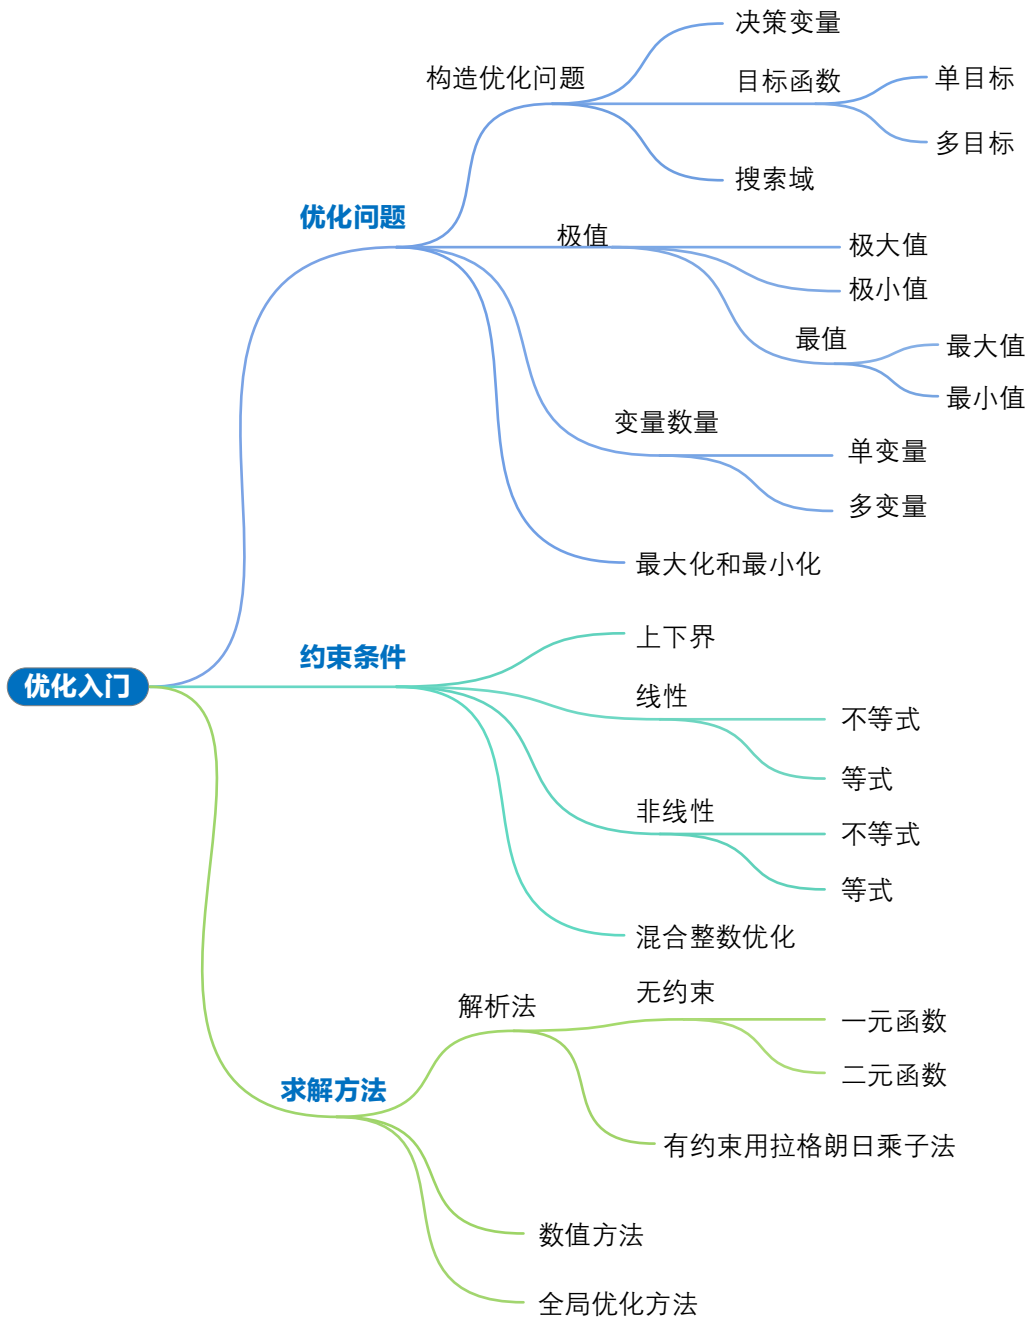 决策变量
构造优化问题
目标函数
单目标
多目标
搜索域
优化问题
极值
极大值
极小值
最值
最大值
最小值
变量数量
单变量
多变量
最大化和最小化
上下界
约束条件
优化入门
线性
不等式
等式
非线性
不等式
等式
混合整数优化
无约束
解析法
一元函数
二元函数
求解方法
有约束用拉格朗日乘子法
数值方法
全局优化方法